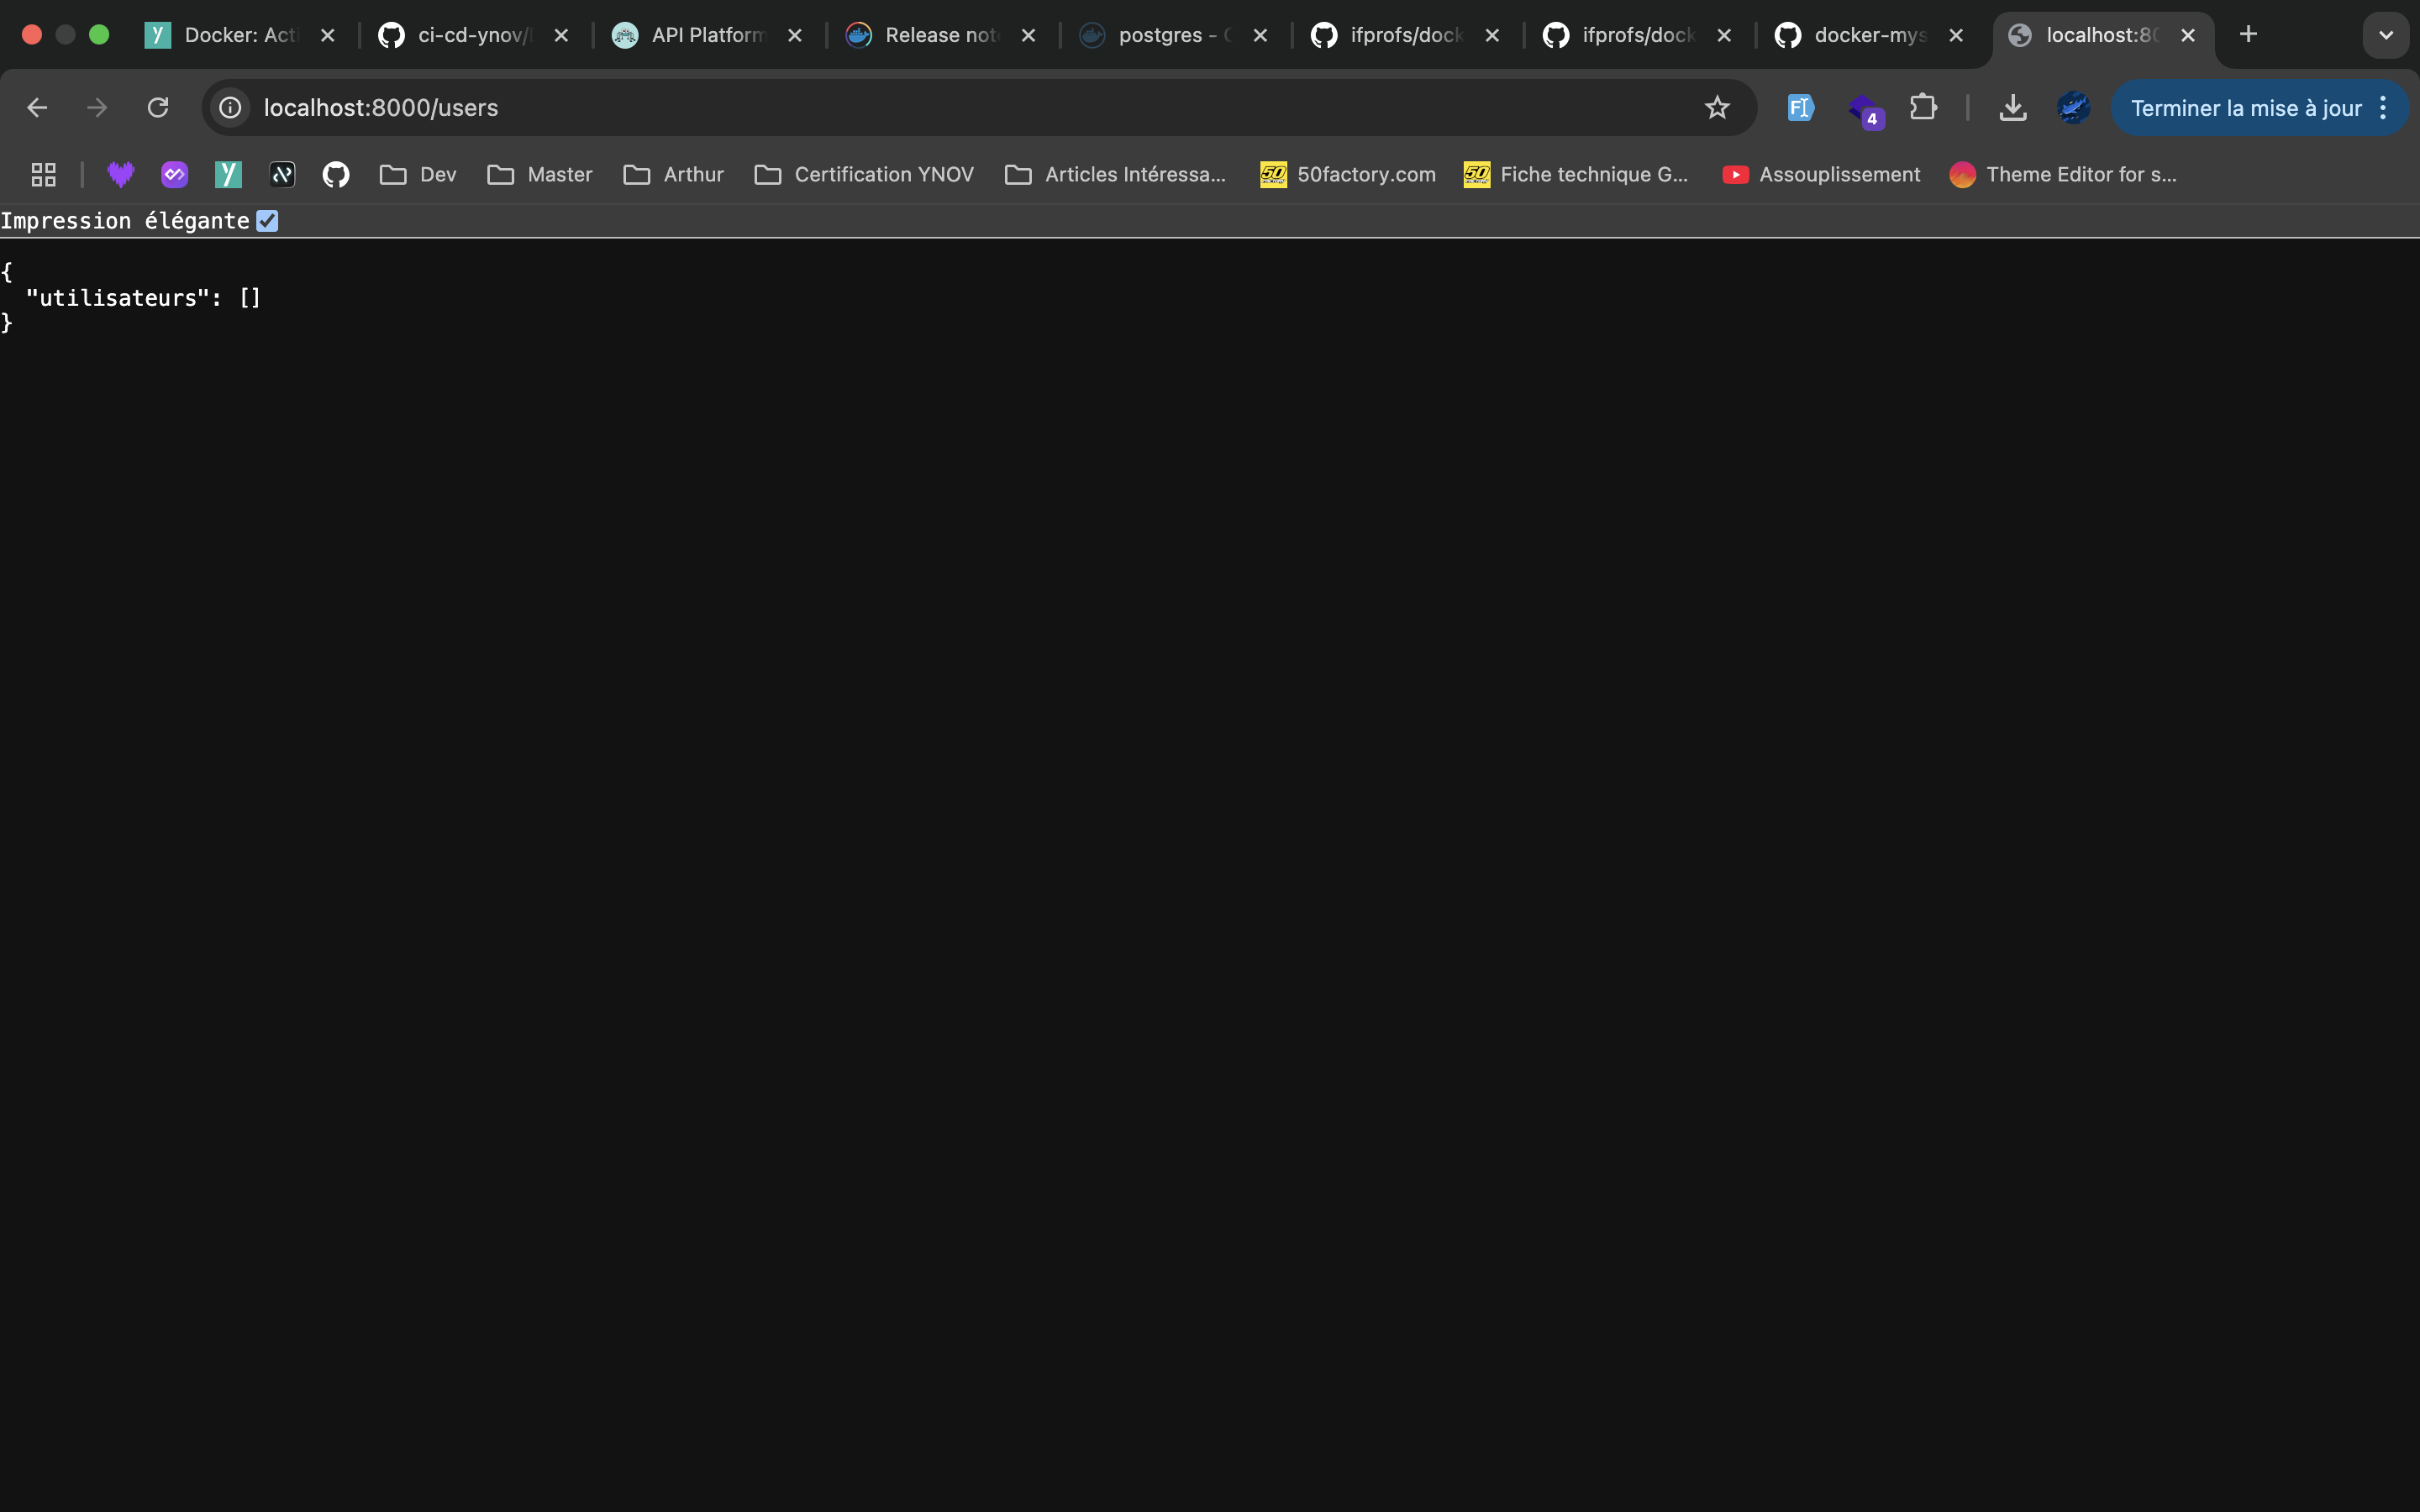 Docker: Acti
ci-cd-ynov/
API Platform
Release not
postgres -
ifprofs/dock
ifprofs/dock
docker-mys
localhost:80
localhost:8000/users
4
Terminer la mise à jour
Dev
Master
Arthur
Certification YNOV
Articles Intéressa...
50factory.com
Fiche technique G...
Assouplissement
Theme Editor for s...
Impression élégante
{
"utilisateurs": []
}